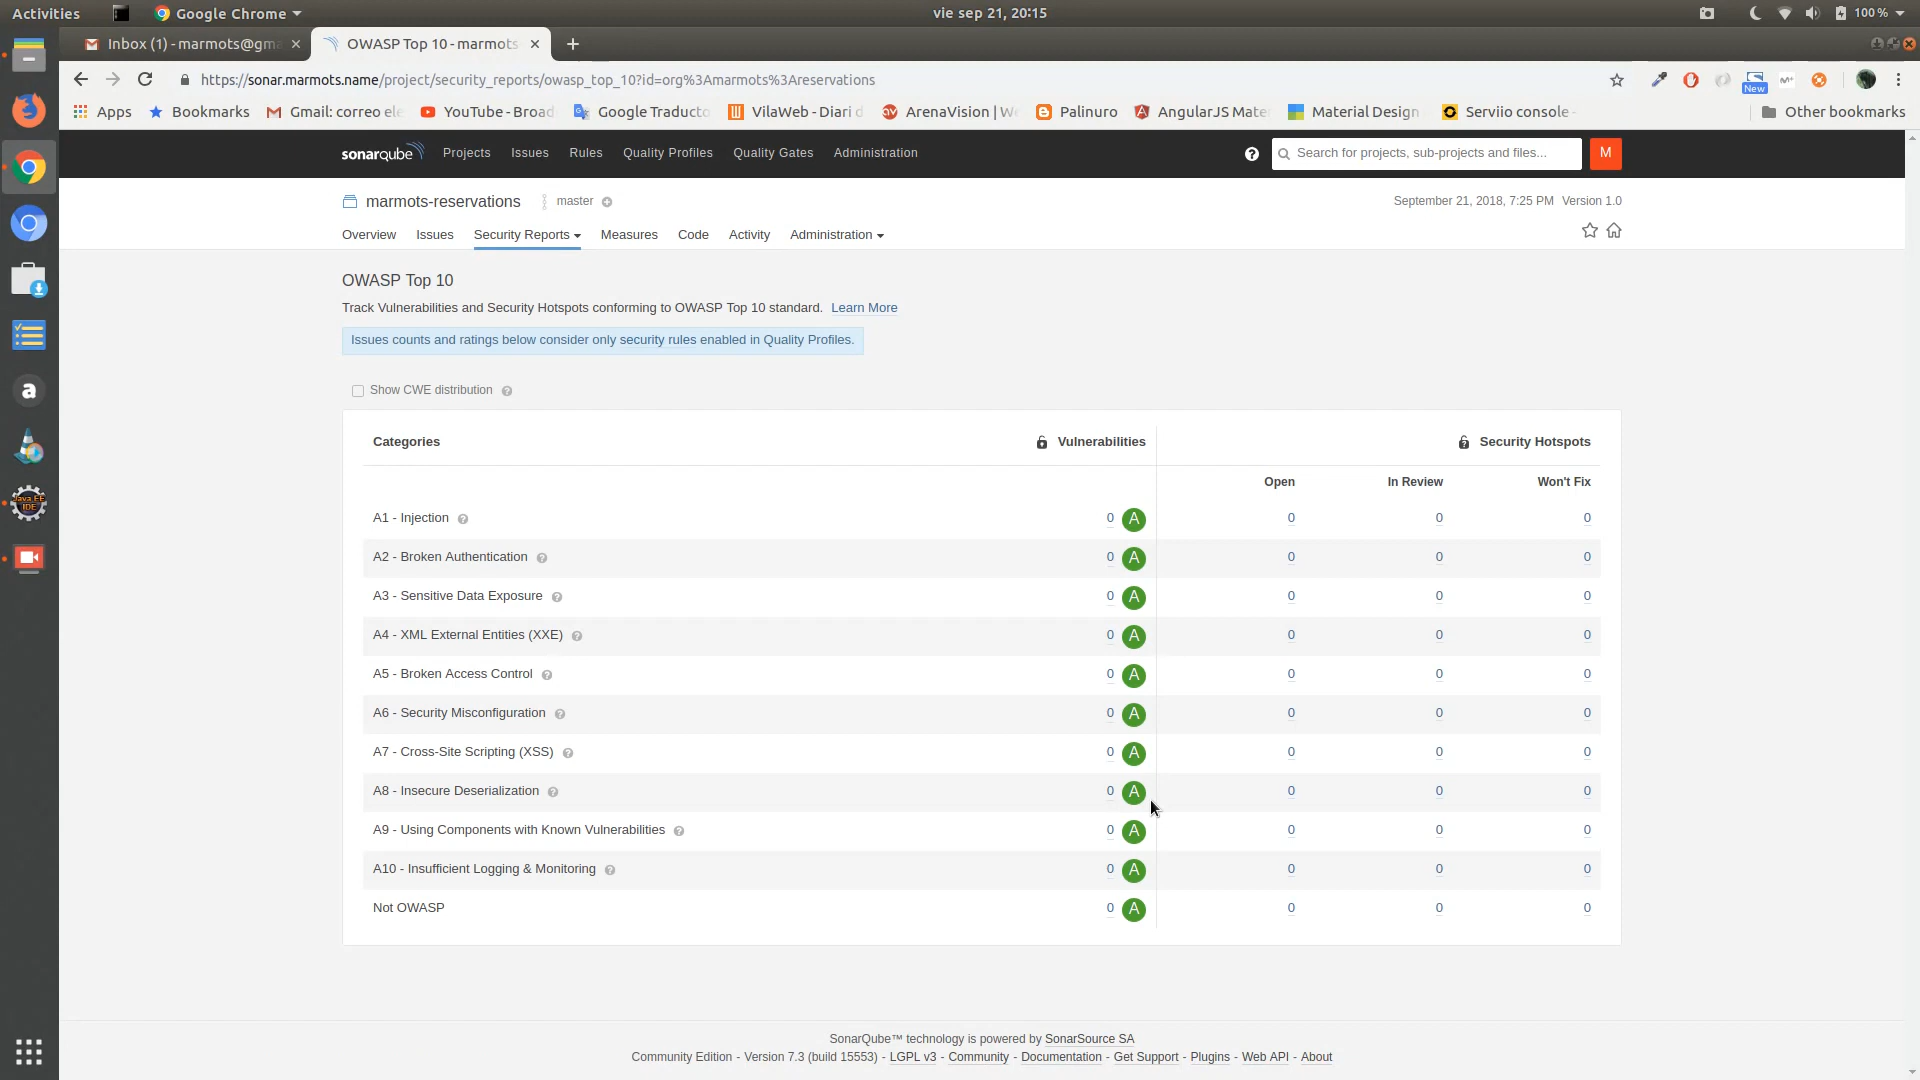 Activities
Google Chrome
vie sep 21, 20:15
100 %
Inbox (1) - marmots@gma
OWASP Top 10 - marmots
https://sonar.marmots.name/project/security_reports/owasp_top_10?id=org%3Amarmots%3Areservations
New
Apps
Bookmarks
Gmail: correo ele
YouTube - Broad
Google Traducto
VilaWeb - Diari d
ArenaVision | We
Palinuro
AngularJS Mate
Material Design
Serviio console -
Other bookmarks
sonarqube
Projects
Issues
Rules
Quality Profiles
Quality Gates
Administration
Search for projects, sub-projects and files...
M
marmots-reservations
master
September 21, 2018, 7:25 PM Version 1.0
Overview
Issues
Security Reports
Measures
Code
Activity
Administration
OWASP Top 10
Track Vulnerabilities and Security Hotspots conforming to OWASP Top 10 standard. Learn More
Issues counts and ratings below consider only security rules enabled in Quality Profiles.
Show CWE distribution
Categories Vulnerabilities Security Hotspots
Open In Review Won't Fix
A1 - Injection 0 A 0 0 0
A2 - Broken Authentication 0 A 0 0 0
A3 - Sensitive Data Exposure 0 A 0 0 0
A4 - XML External Entities (XXE) 0 A 0 0 0
A5 - Broken Access Control 0 A 0 0 0
A6 - Security Misconfiguration 0 A 0 0 0
A7 - Cross-Site Scripting (XSS) 0 A 0 0 0
A8 - Insecure Deserialization 0 A 0 0 0
A9 - Using Components with Known Vulnerabilities 0 A 0 0 0
A10 - Insufficient Logging & Monitoring 0 A 0 0 0
Not OWASP 0 A 0 0 0
SonarQube™ technology is powered by SonarSource SA
Community Edition - Version 7.3 (build 15553) - LGPL v3 - Community - Documentation - Get Support - Plugins - Web API - About
a
Java EE
IDE